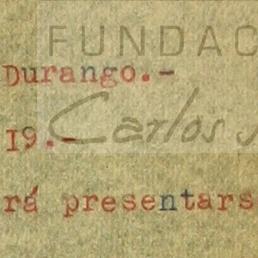 FUNDAC
Durango.-
Carlos S
19.-
rá presentars